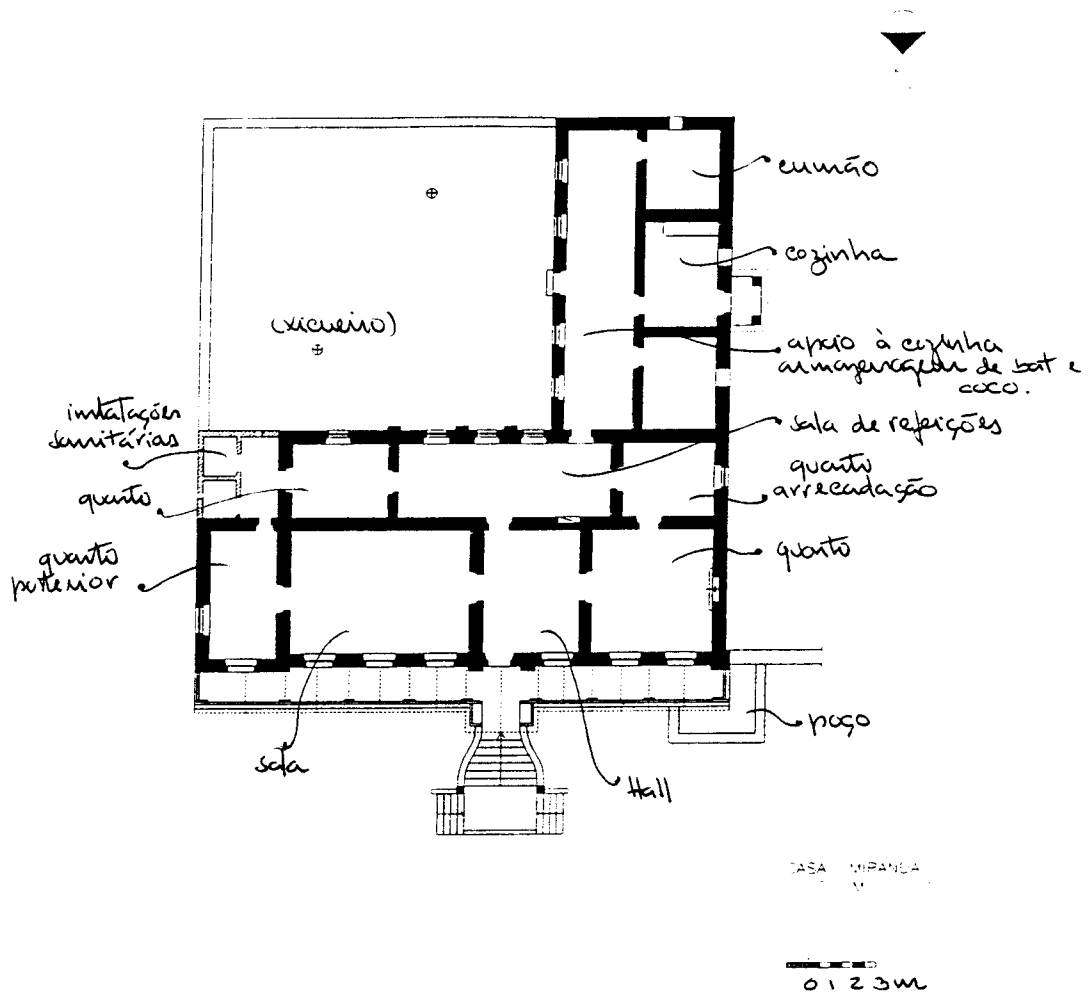 cumão
cozinha
(xicueiro)
apoio à cozinha
armazenagem de bat e
coco.
instalações
sanitárias
sala de refeições
quarto
quarto
arrecadação
quarto
posterior
quarto
poço
sala
Hall
CASA MIRANDA
0 1 2 3m